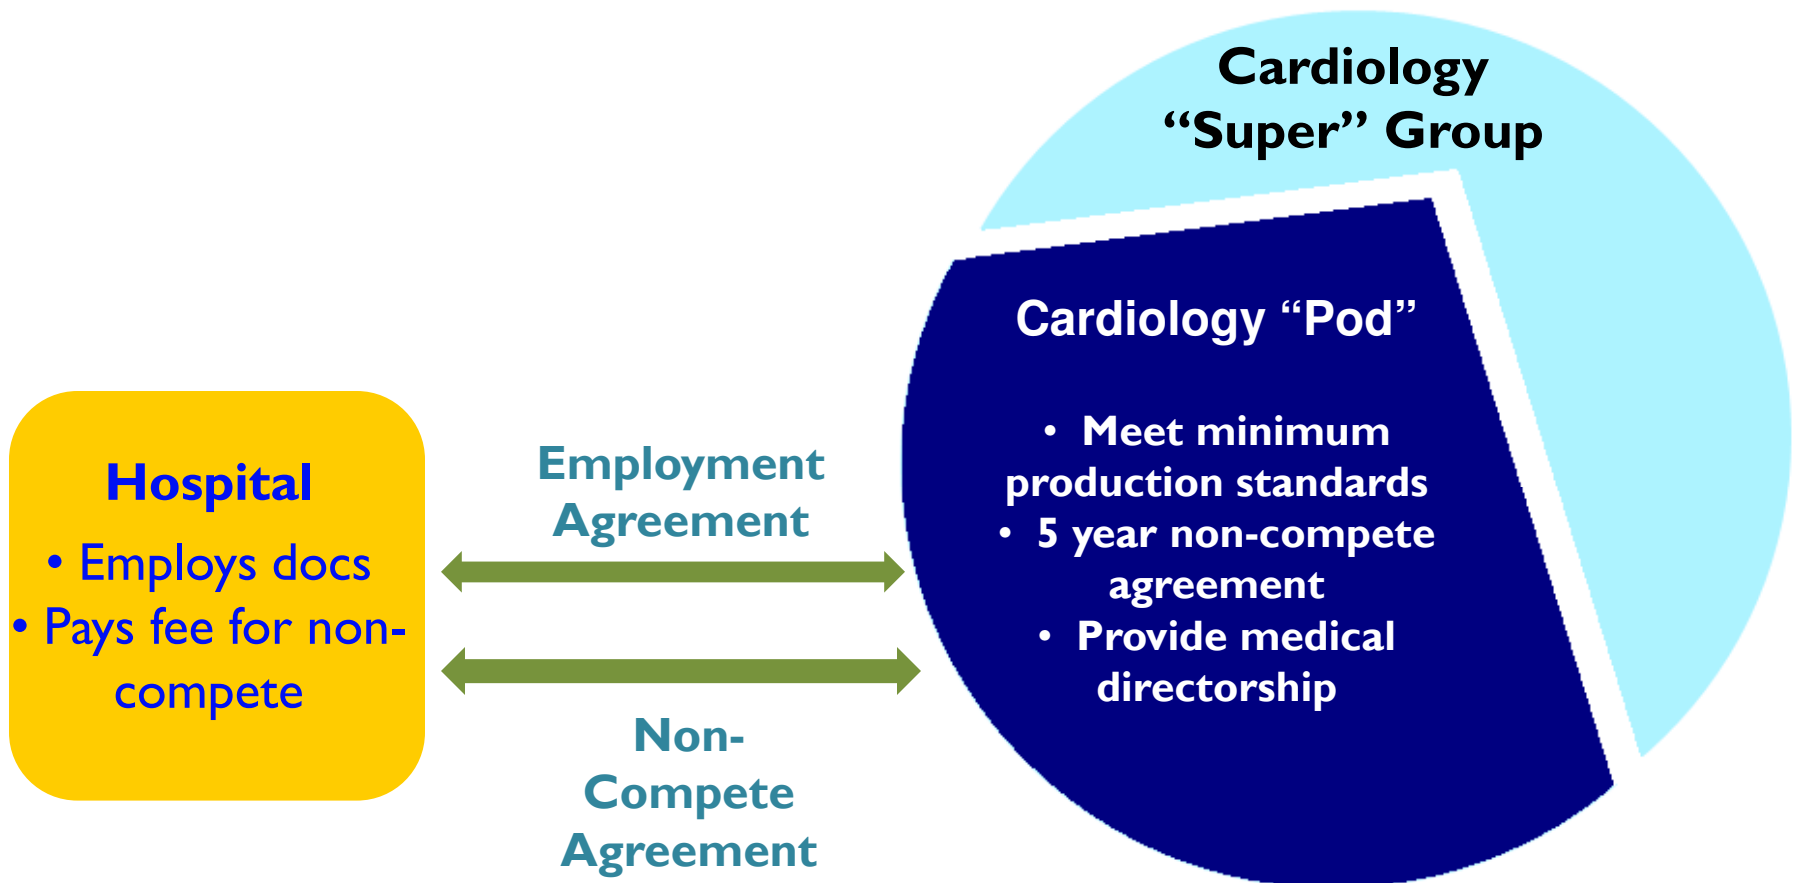 Cardiology
“Super” Group
Cardiology “Pod”
• Meet minimum
production standards
• 5 year non-compete
agreement
• Provide medical
directorship
Employment
Agreement
Hospital
• Employs docs
• Pays fee for non-
compete
Non-
Compete
Agreement